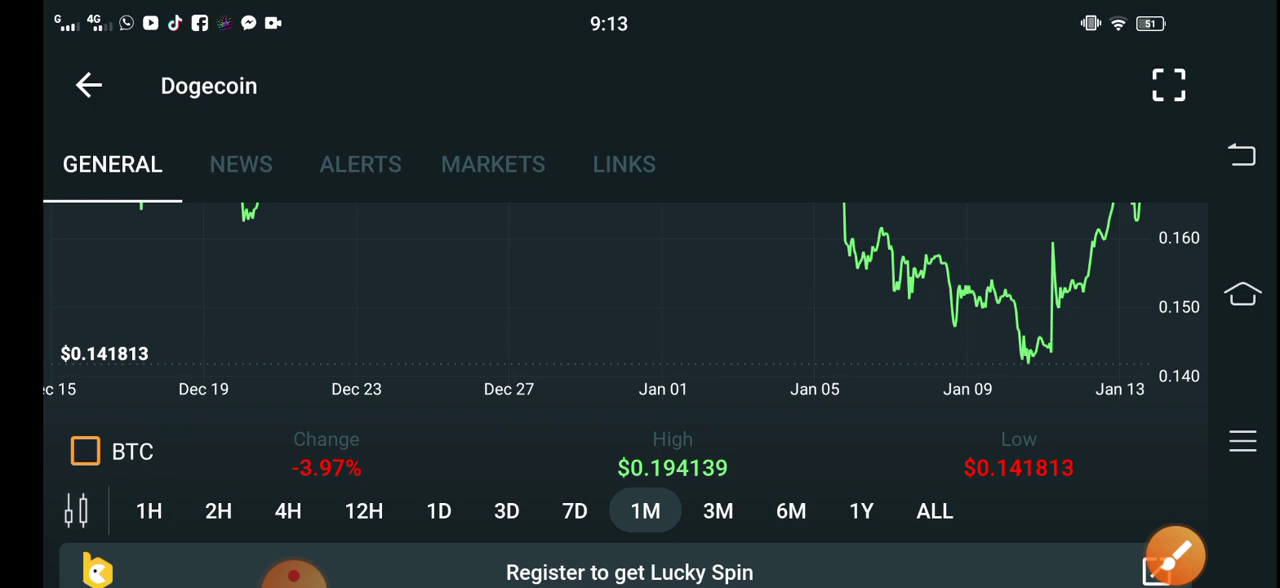 G 4G 9:13 51
Dogecoin
GENERAL NEWS ALERTS MARKETS LINKS
0.160
0.150
$0.141813
0.140
c 15 Dec 19 Dec 23 Dec 27 Jan 01 Jan 05 Jan 09 Jan 13
BTC
Change High Low
-3.97% $0.194139 $0.141813
1H 2H 4H 12H 1D 3D 7D 1M 3M 6M 1Y ALL
Register to get Lucky Spin